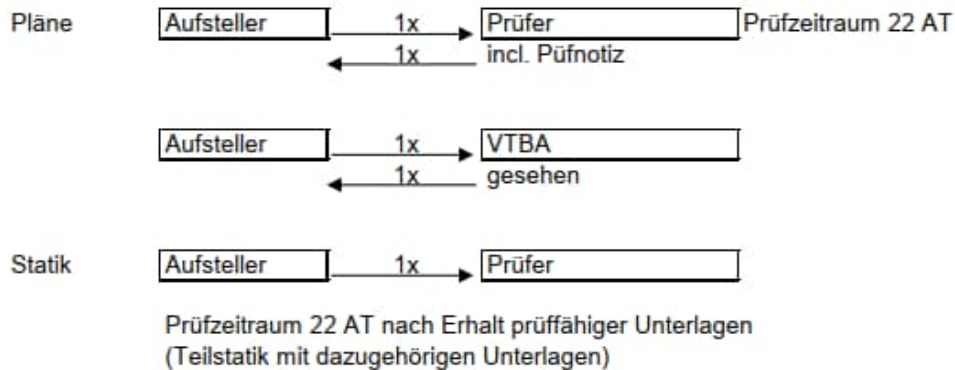 Pläne Aufsteller 1x Prüfer Prüfzeitraum 22 AT
1x incl. Püfnotiz
Aufsteller 1x VTBA
1x gesehen
Statik Aufsteller 1x Prüfer
Prüfzeitraum 22 AT nach Erhalt prüffähiger Unterlagen
(Teilstatik mit dazugehörigen Unterlagen)